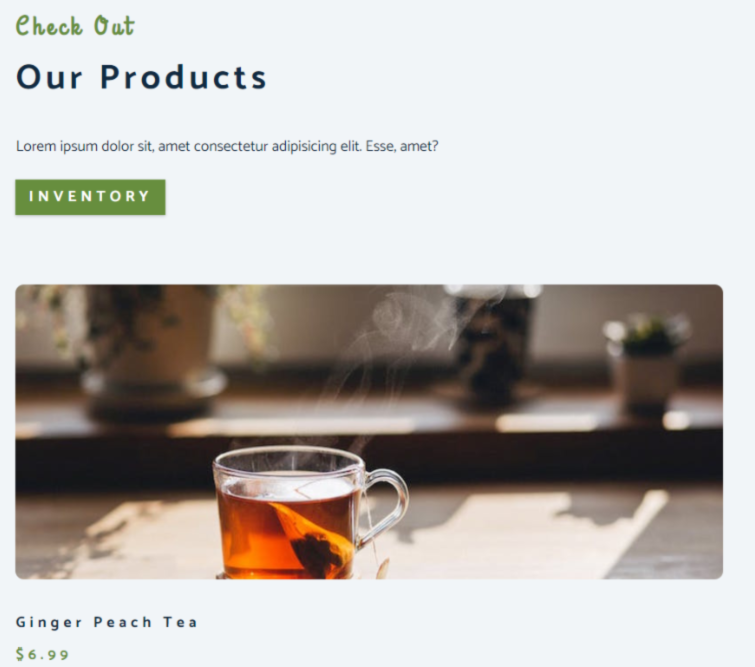 Check Out
Our Products
Lorem ipsum dolor sit, amet consectetur adipisicing elit. Esse, amet?
INVENTORY
Ginger Peach Tea
$6.99